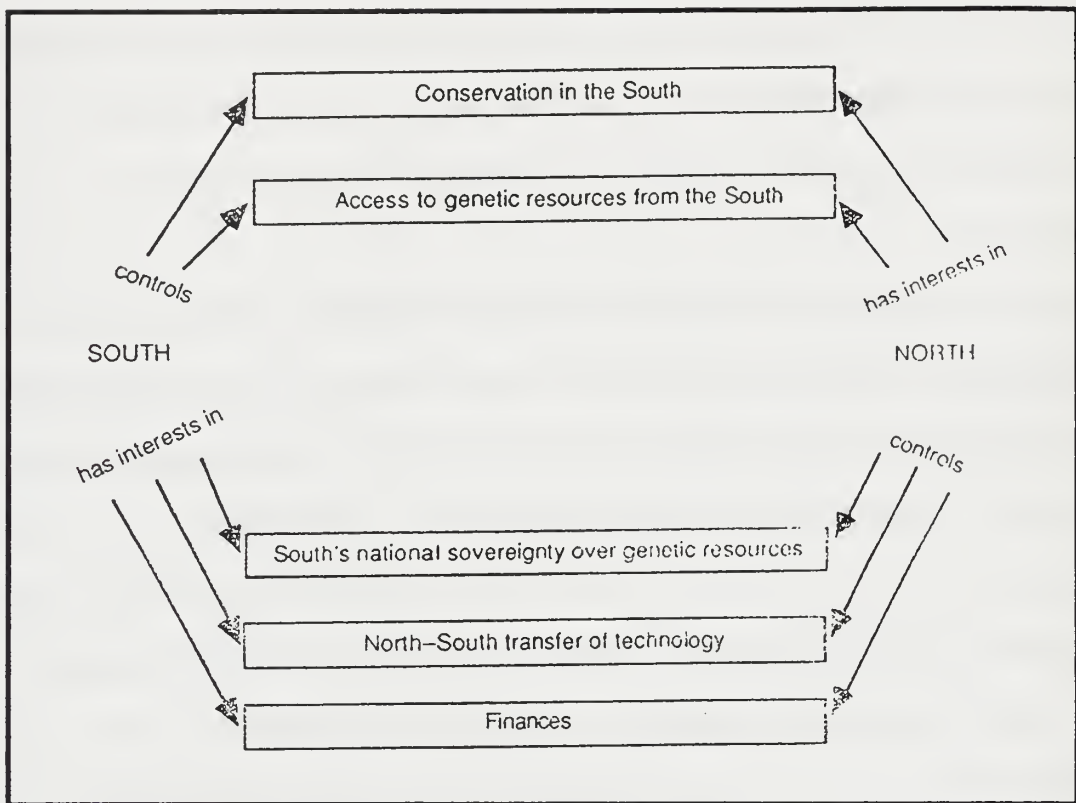 Conservation in the South
Access to genetic resources from the South
controls
has interests in
SOUTH
NORTH
has interests in
controls
South's national sovereignty over genetic resources
North–South transfer of technology
Finances